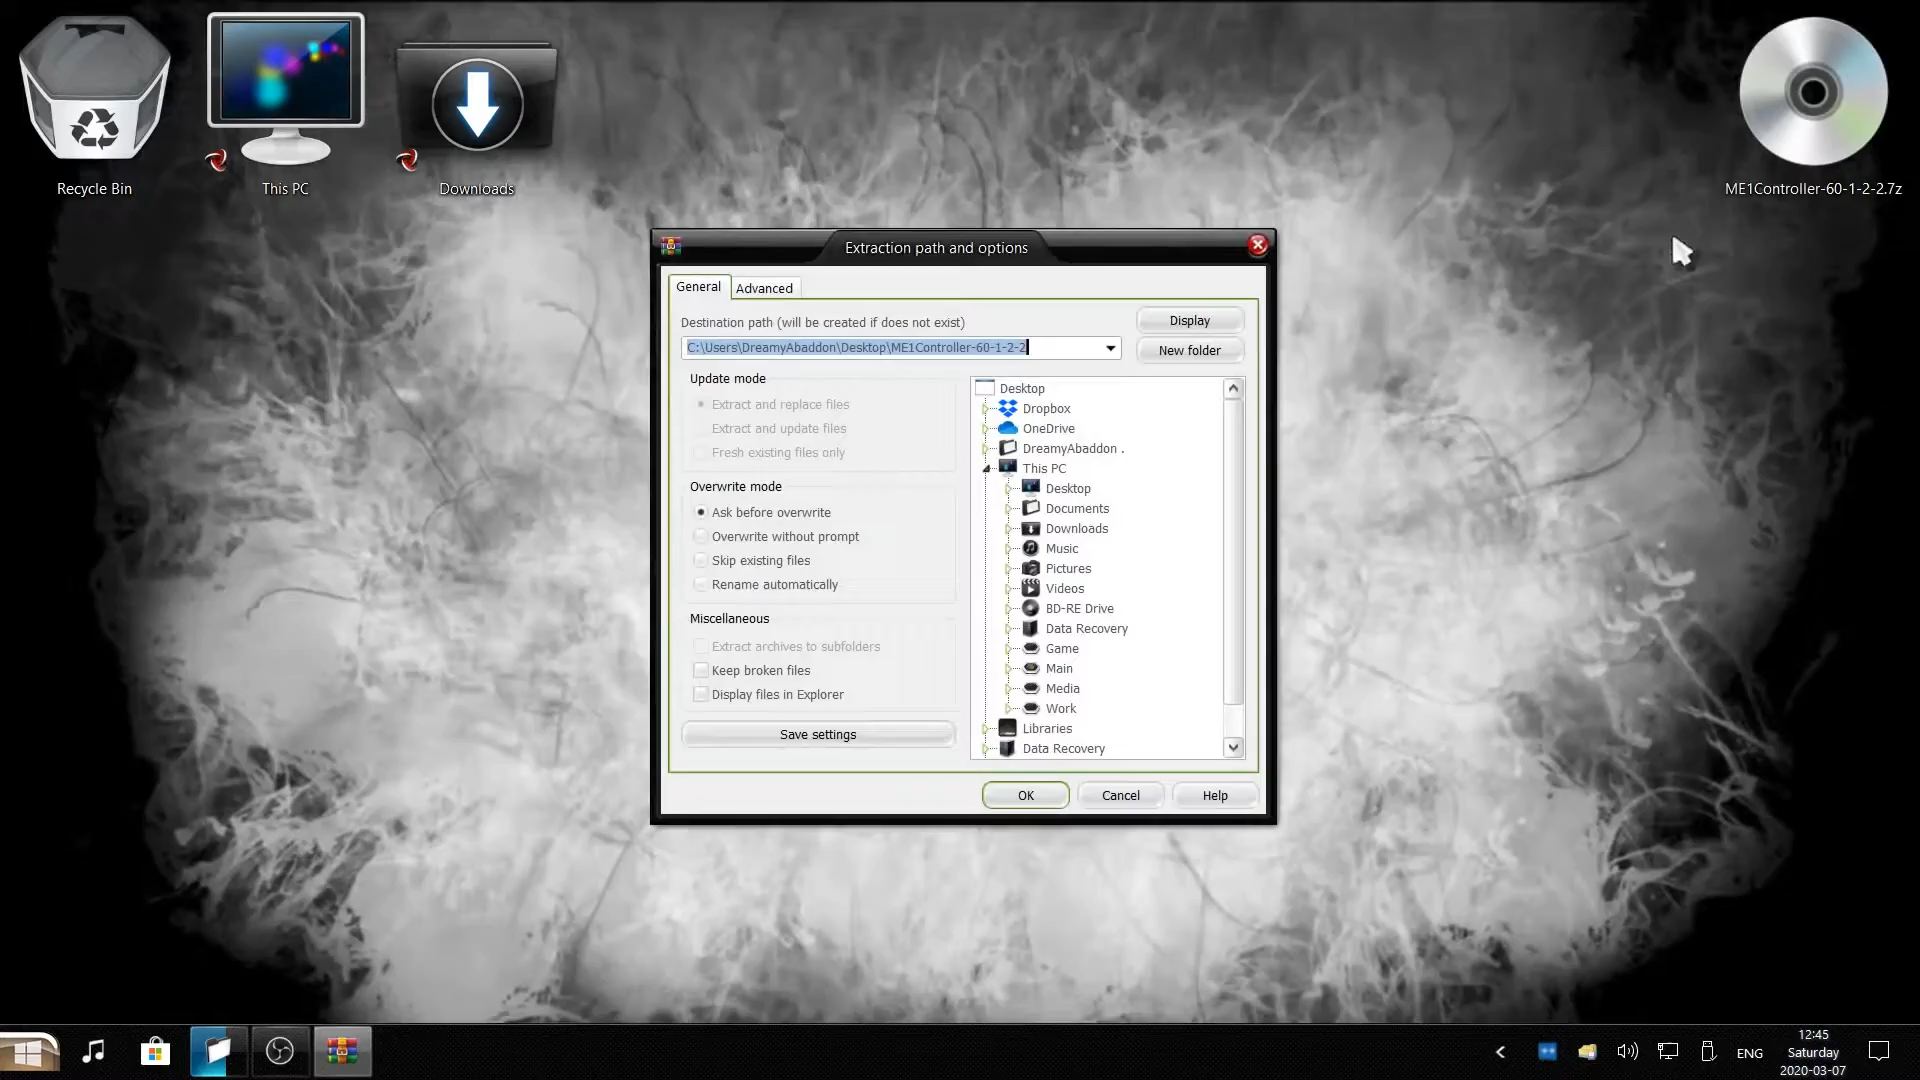 Recycle Bin
This PC
Downloads
ME1Controller-60-1-2-2.7z
Extraction path and options
General
Advanced
Destination path (will be created if does not exist)
Display
C:\Users\DreamyAbaddon\Desktop\ME1Controller-60-1-2-2
New folder
Update mode
Extract and replace files
Extract and update files
Fresh existing files only
Overwrite mode
Ask before overwrite
Overwrite without prompt
Skip existing files
Rename automatically
Miscellaneous
Extract archives to subfolders
Keep broken files
Display files in Explorer
Save settings
Desktop
Dropbox
OneDrive
DreamyAbaddon .
This PC
Desktop
Documents
Downloads
Music
Pictures
Videos
BD-RE Drive
Data Recovery
Game
Main
Media
Work
Libraries
Data Recovery
OK
Cancel
Help
ENG
12:45
Saturday
2020-03-07